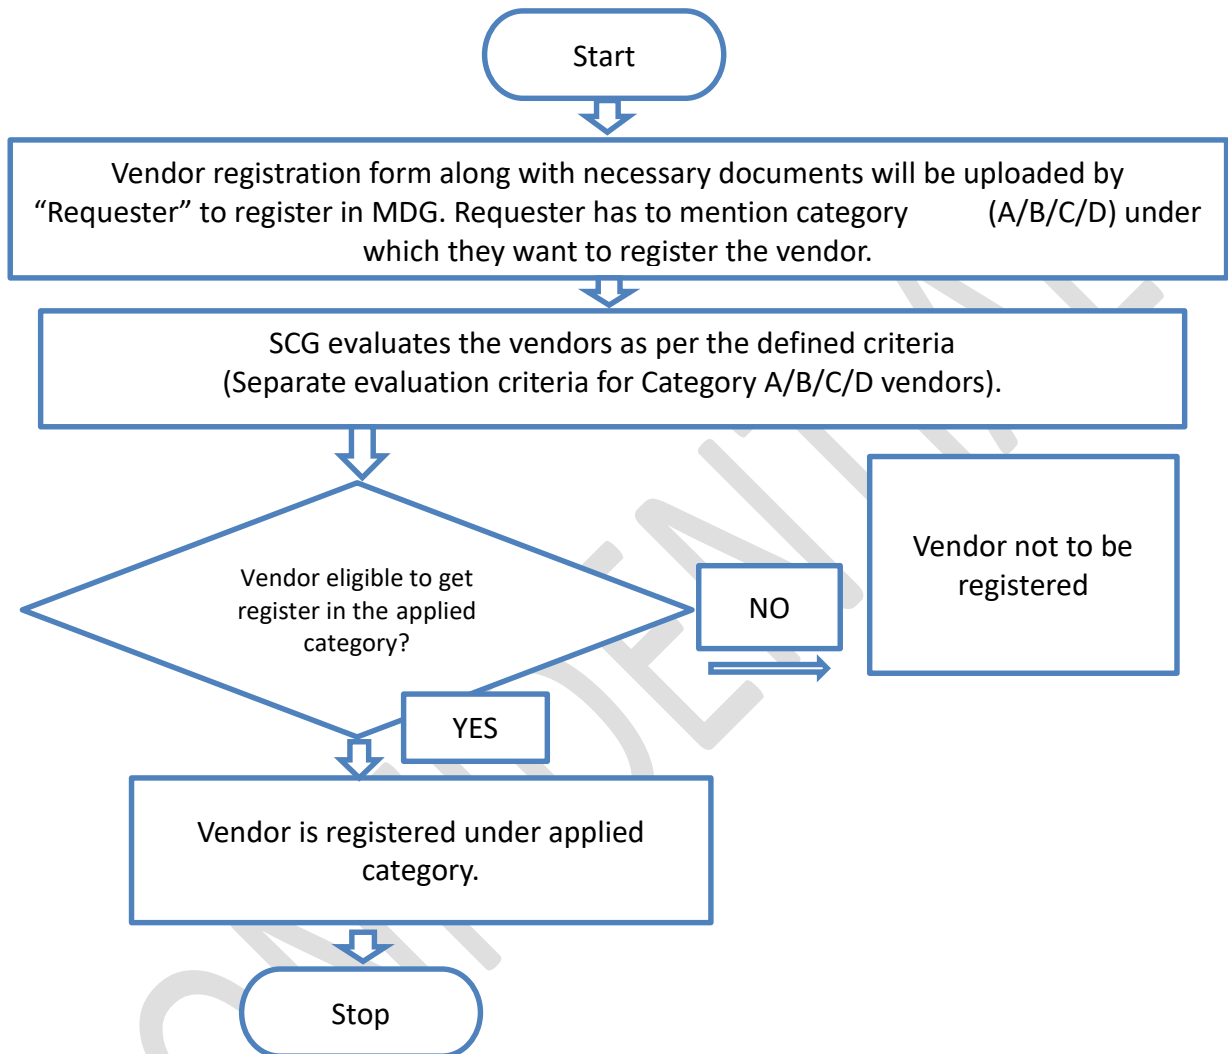 Start
Vendor registration form along with necessary documents will be uploaded by
“Requester” to register in MDG. Requester has to mention category (A/B/C/D) under
which they want to register the vendor.
SCG evaluates the vendors as per the defined criteria
(Separate evaluation criteria for Category A/B/C/D vendors).
Vendor eligible to get
register in the applied
category?
NO
Vendor not to be
registered
YES
Vendor is registered under applied
category.
Stop